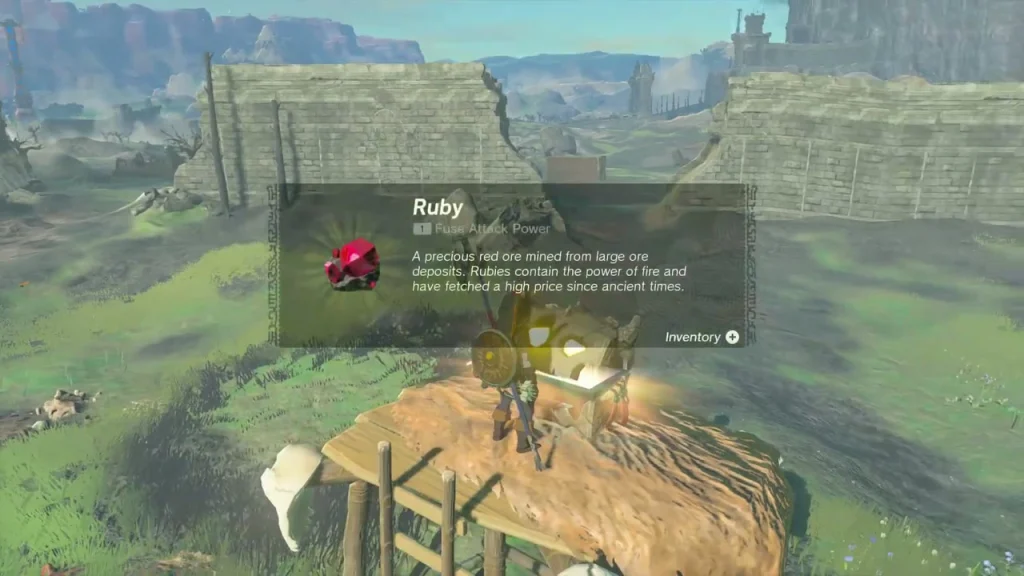 Ruby
1 Fuse Attack Power
A precious red ore mined from large ore
deposits. Rubies contain the power of fire and
have fetched a high price since ancient times.
Inventory +